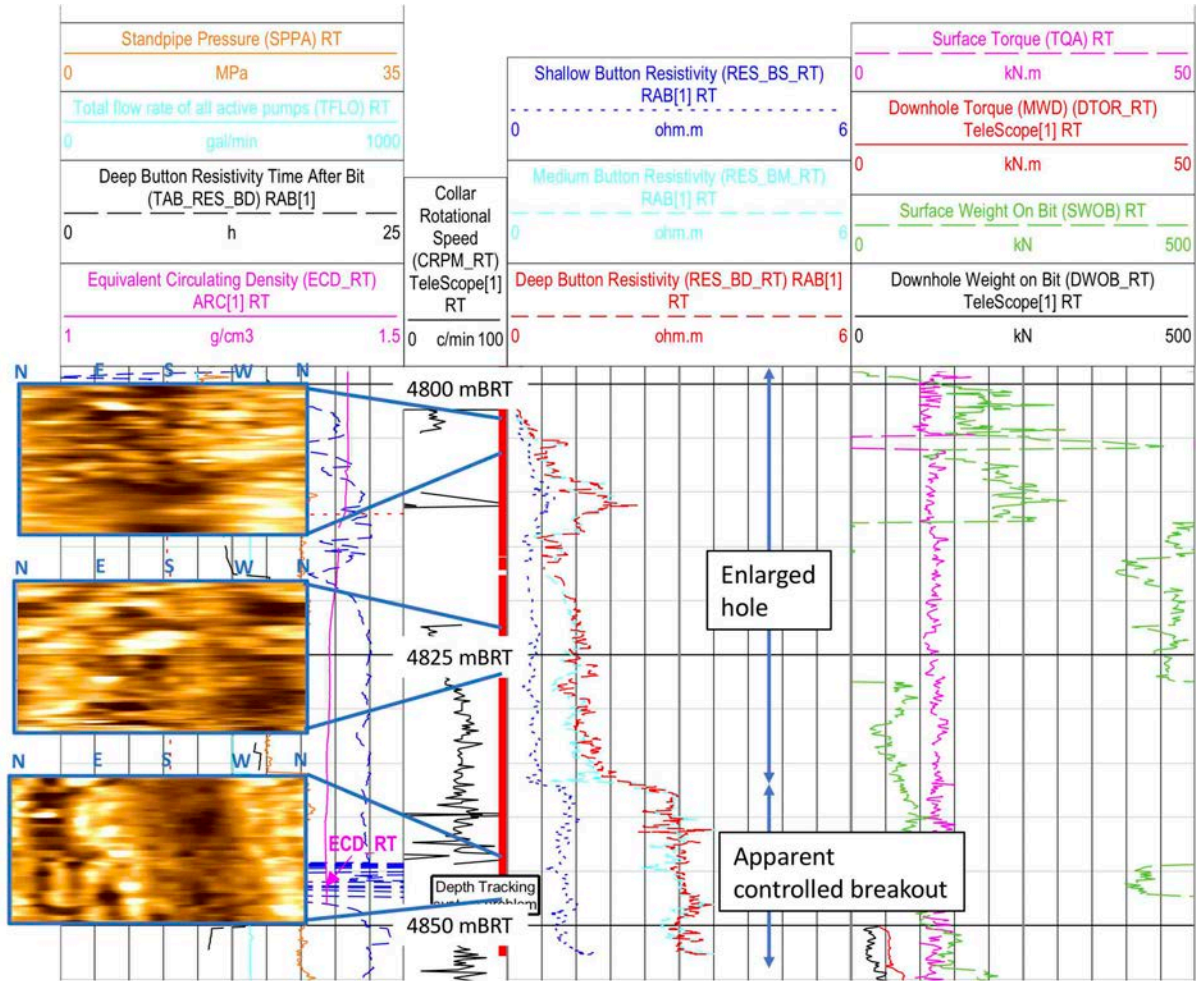 Standpipe Pressure (SPPA) RT
0 MPa 35
Total flow rate of all active pumps (TFLO) RT
0 gal/min 1000
Deep Button Resistivity Time After Bit
(TAB_RES_BD) RAB[1]
0 h 25
Equivalent Circulating Density (ECD_RT)
ARC[1] RT
1 g/cm3 1.5
Collar
Rotational
Speed
(CRPM_RT)
TeleScope[1]
RT
0 c/min 100
Shallow Button Resistivity (RES_BS_RT)
RAB[1] RT
0 ohm.m 6
Medium Button Resistivity (RES_BM_RT)
RAB[1] RT
0 ohm.m 6
Deep Button Resistivity (RES_BD_RT) RAB[1]
RT
0 ohm.m 6
Surface Torque (TQA) RT
0 kN.m 50
Downhole Torque (MWD) (DTOR_RT)
TeleScope[1] RT
0 kN.m 50
Surface Weight On Bit (SWOB) RT
0 kN 500
Downhole Weight on Bit (DWOB_RT)
TeleScope[1] RT
0 kN 500
N E S W N
4800 mBRT
N E S W N
Enlarged
hole
4825 mBRT
N E S W N
ECD_RT
Apparent
controlled breakout
Depth Tracking
4850 mBRT